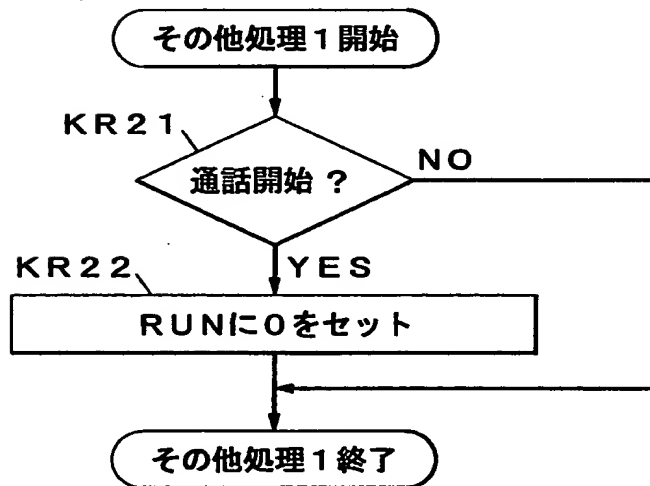 その他処理1開始
KR21
通話開始?
NO
YES
KR22
RUNに0をセット
その他処理1終了